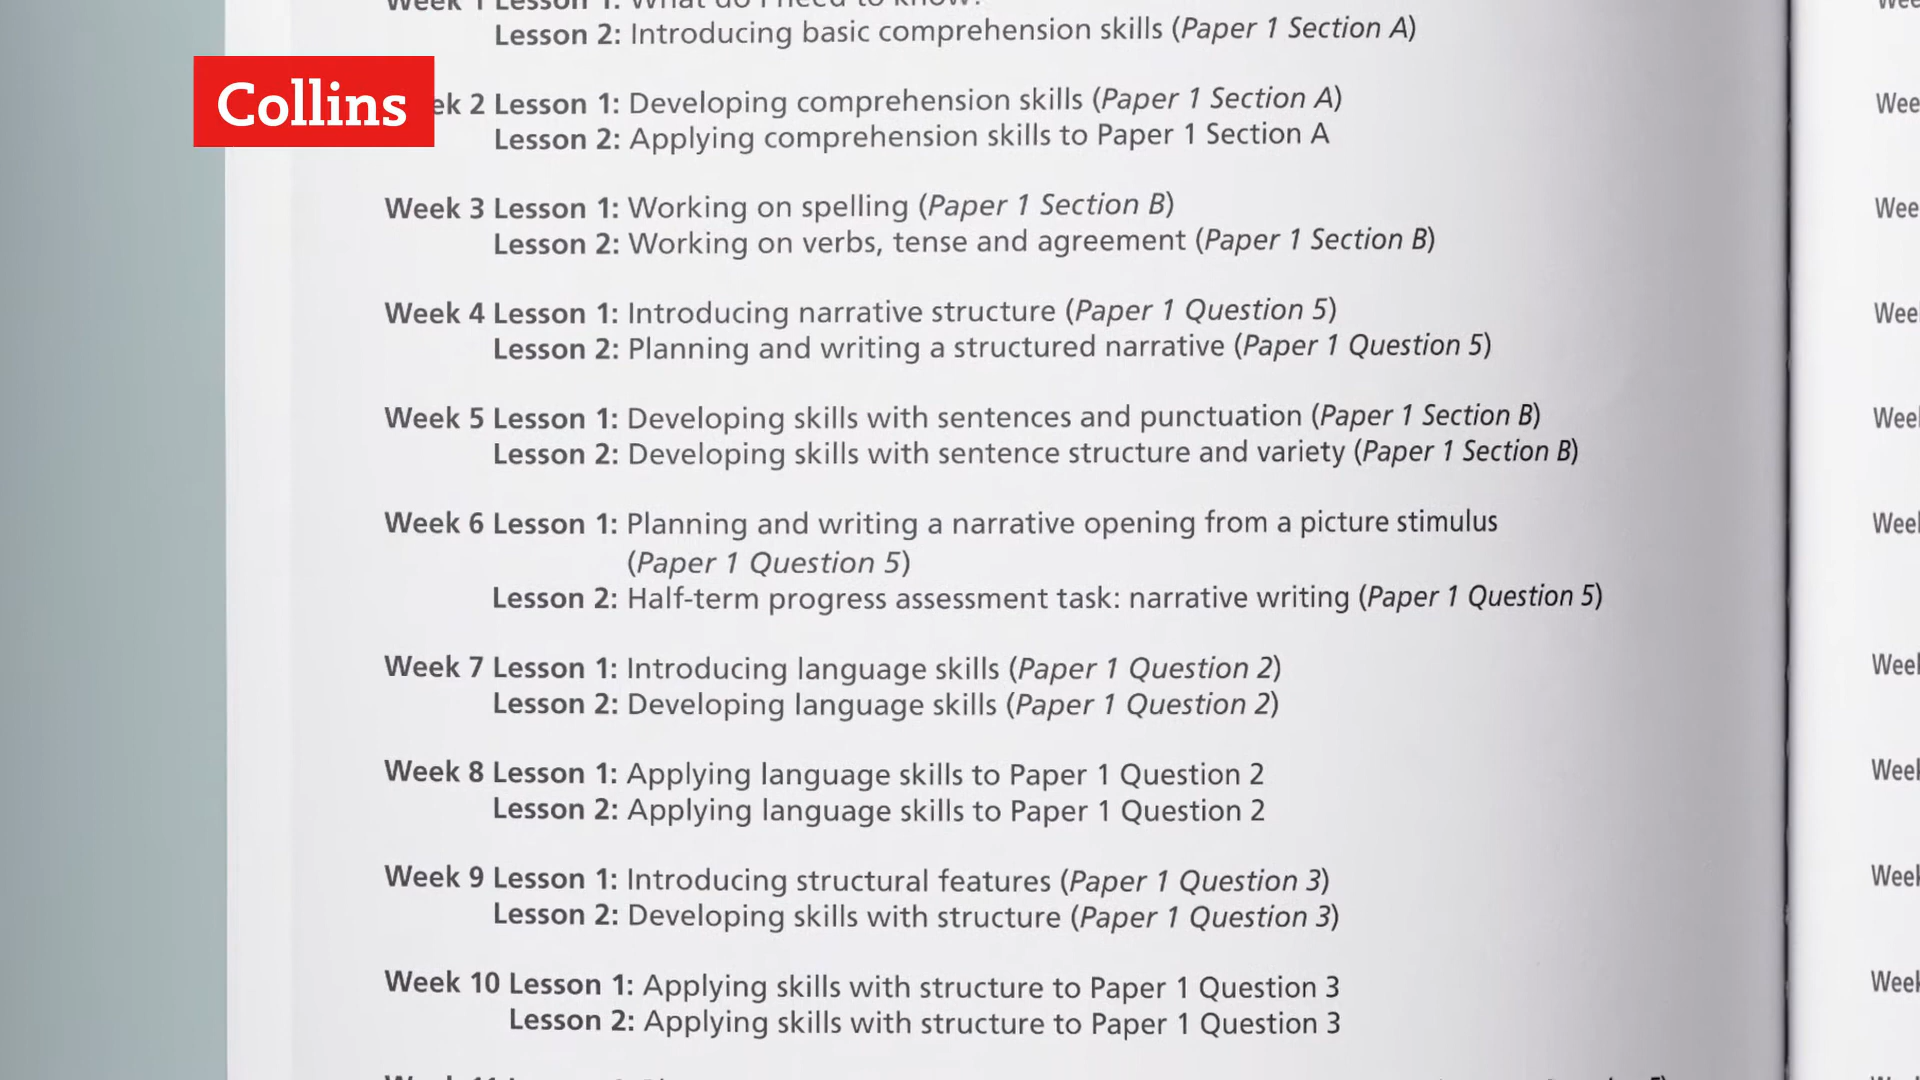 Week 1 Lesson 1: What do I need to know?
Lesson 2: Introducing basic comprehension skills (Paper 1 Section A)
Collins
ek 2 Lesson 1: Developing comprehension skills (Paper 1 Section A)
Lesson 2: Applying comprehension skills to Paper 1 Section A
Week 3 Lesson 1: Working on spelling (Paper 1 Section B)
Lesson 2: Working on verbs, tense and agreement (Paper 1 Section B)
Week 4 Lesson 1: Introducing narrative structure (Paper 1 Question 5)
Lesson 2: Planning and writing a structured narrative (Paper 1 Question 5)
Week 5 Lesson 1: Developing skills with sentences and punctuation (Paper 1 Section B)
Lesson 2: Developing skills with sentence structure and variety (Paper 1 Section B)
Week 6 Lesson 1: Planning and writing a narrative opening from a picture stimulus
(Paper 1 Question 5)
Lesson 2: Half-term progress assessment task: narrative writing (Paper 1 Question 5)
Week 7 Lesson 1: Introducing language skills (Paper 1 Question 2)
Lesson 2: Developing language skills (Paper 1 Question 2)
Week 8 Lesson 1: Applying language skills to Paper 1 Question 2
Lesson 2: Applying language skills to Paper 1 Question 2
Week 9 Lesson 1: Introducing structural features (Paper 1 Question 3)
Lesson 2: Developing skills with structure (Paper 1 Question 3)
Week 10 Lesson 1: Applying skills with structure to Paper 1 Question 3
Lesson 2: Applying skills with structure to Paper 1 Question 3